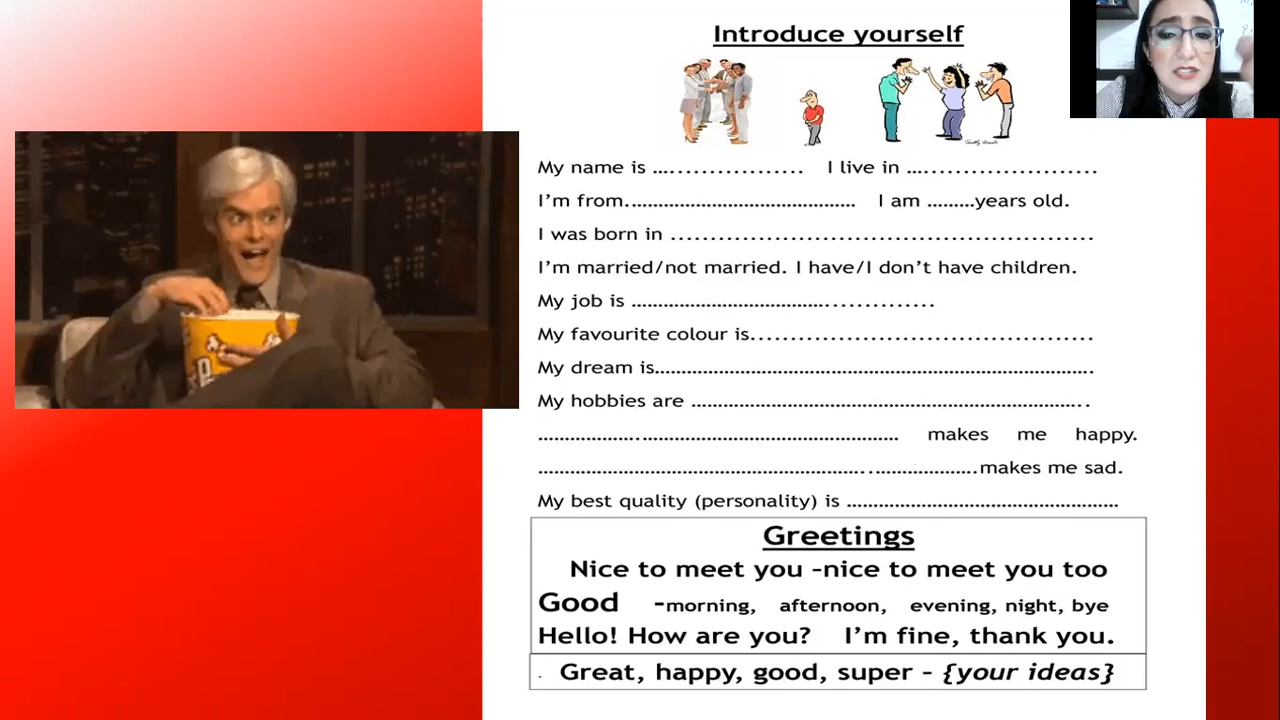 Introduce yourself
My name is .................... I live in ..........................
I'm from................................................ I am .........years old.
I was born in ..........................................
I'm married/not married. I have/I don't have children.
My job is ......................................................
My favourite colour is...................................
My dream is...........................................................................................
My hobbies are ...................................................................................
............................................................................. makes me happy.
.............................................................................................makes me sad.
My best quality (personality) is .........................................................
Greetings
Nice to meet you –nice to meet you too
Good -morning, afternoon, evening, night, bye
Hello! How are you? I'm fine, thank you.
. Great, happy, good, super – {your ideas}